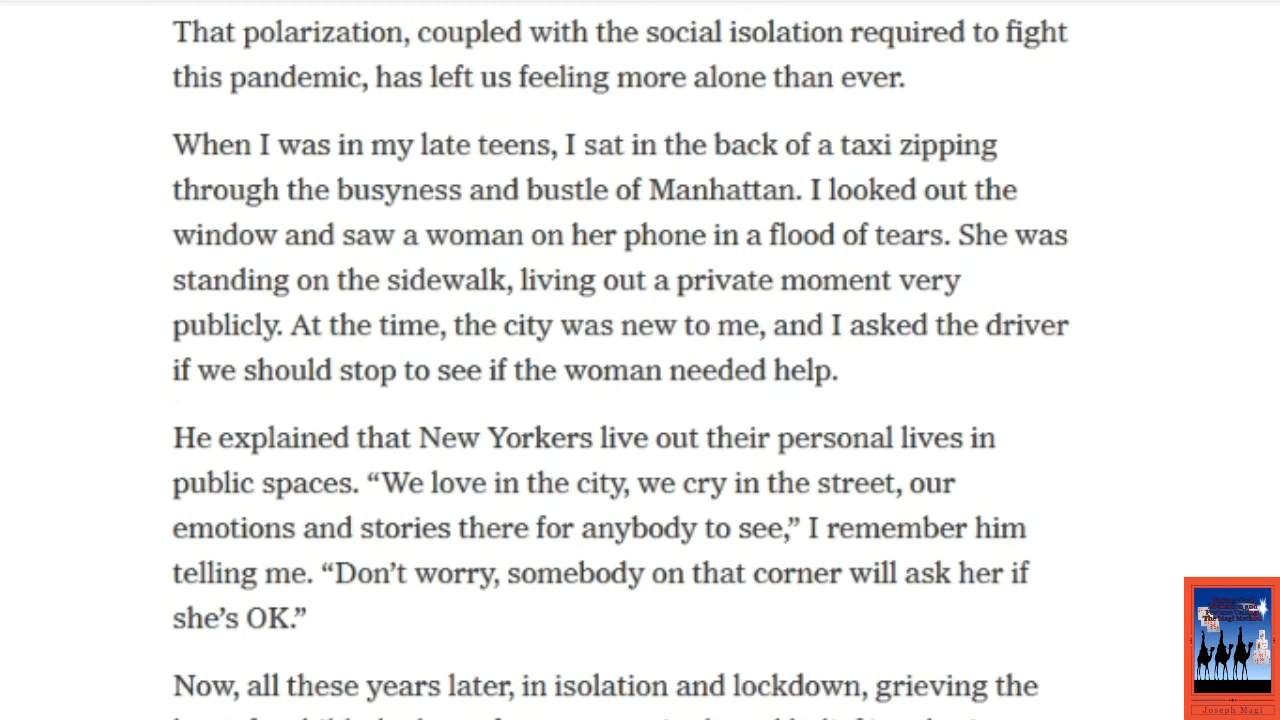 That polarization, coupled with the social isolation required to fight
this pandemic, has left us feeling more alone than ever.
When I was in my late teens, I sat in the back of a taxi zipping
through the busyness and bustle of Manhattan. I looked out the
window and saw a woman on her phone in a flood of tears. She was
standing on the sidewalk, living out a private moment very
publicly. At the time, the city was new to me, and I asked the driver
if we should stop to see if the woman needed help.
He explained that New Yorkers live out their personal lives in
public spaces. “We love in the city, we cry in the street, our
emotions and stories there for anybody to see,” I remember him
telling me. “Don’t worry, somebody on that corner will ask her if
she’s OK.”
Now, all these years later, in isolation and lockdown, grieving the
The Magi Method
Joseph Magi